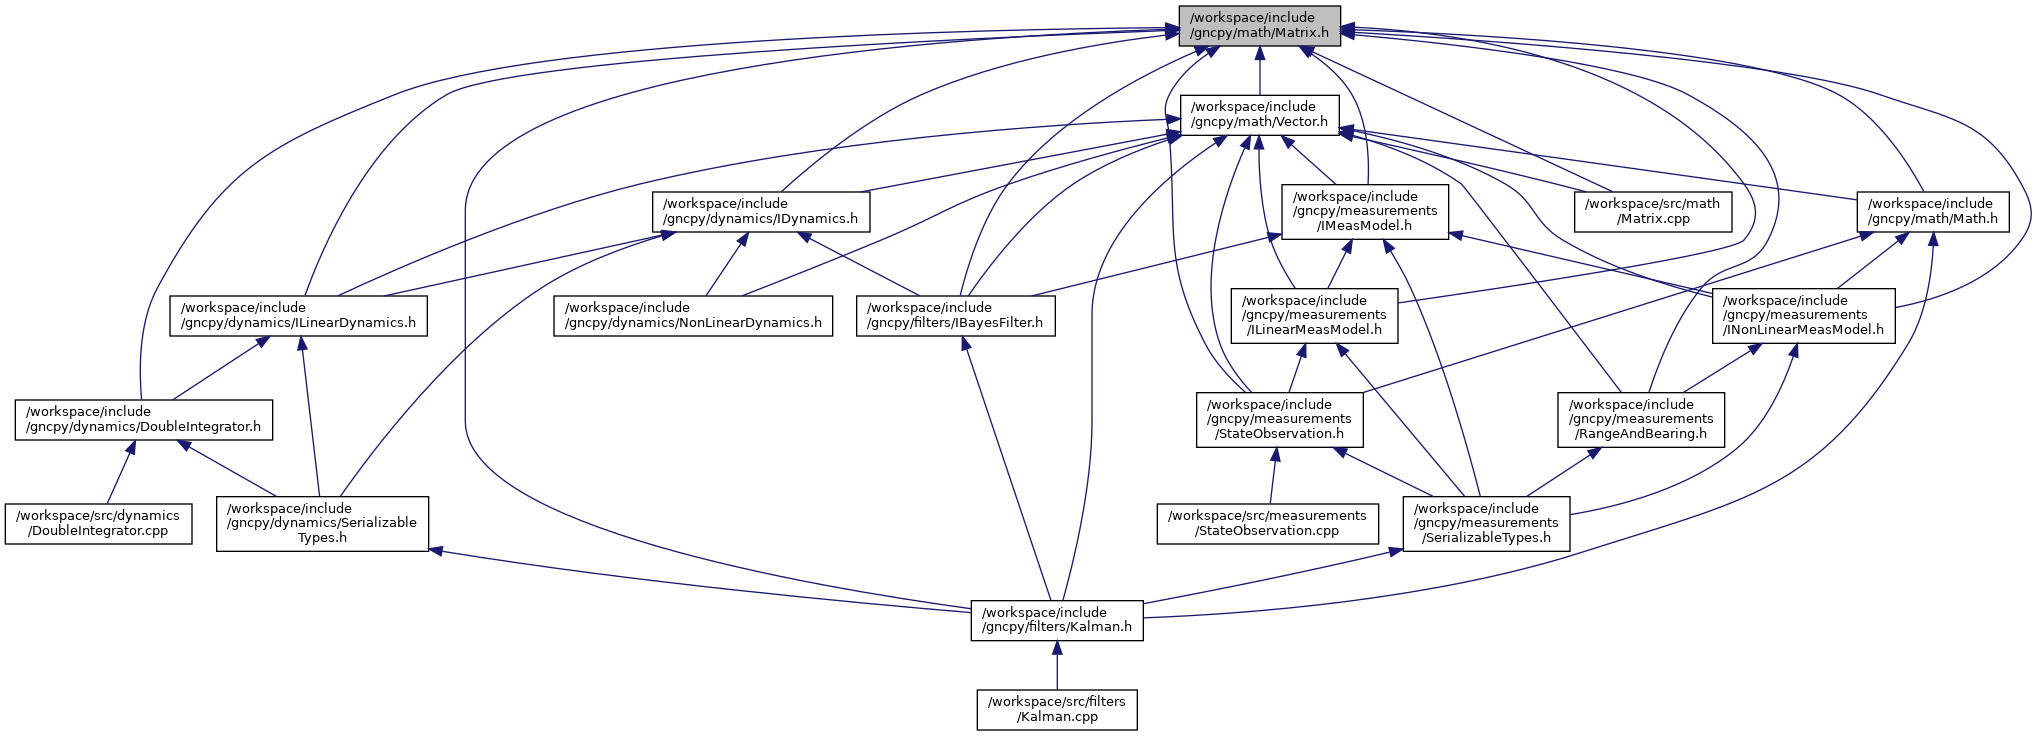 /workspace/include
/gncpy/math/Matrix.h
/workspace/include
/gncpy/math/Vector.h
/workspace/include
/gncpy/dynamics/IDynamics.h
/workspace/include
/gncpy/measurements
/IMeasModel.h
/workspace/src/math
/Matrix.cpp
/workspace/include
/gncpy/math/Math.h
/workspace/include
/gncpy/dynamics/ILinearDynamics.h
/workspace/include
/gncpy/dynamics/NonLinearDynamics.h
/workspace/include
/gncpy/filters/IBayesFilter.h
/workspace/include
/gncpy/measurements
/ILinearMeasModel.h
/workspace/include
/gncpy/measurements
/INonLinearMeasModel.h
/workspace/include
/gncpy/dynamics/DoubleIntegrator.h
/workspace/include
/gncpy/measurements
/StateObservation.h
/workspace/include
/gncpy/measurements
/RangeAndBearing.h
/workspace/src/dynamics
/DoubleIntegrator.cpp
/workspace/include
/gncpy/dynamics/Serializable
Types.h
/workspace/src/measurements
/StateObservation.cpp
/workspace/include
/gncpy/measurements
/SerializableTypes.h
/workspace/include
/gncpy/filters/Kalman.h
/workspace/src/filters
/Kalman.cpp